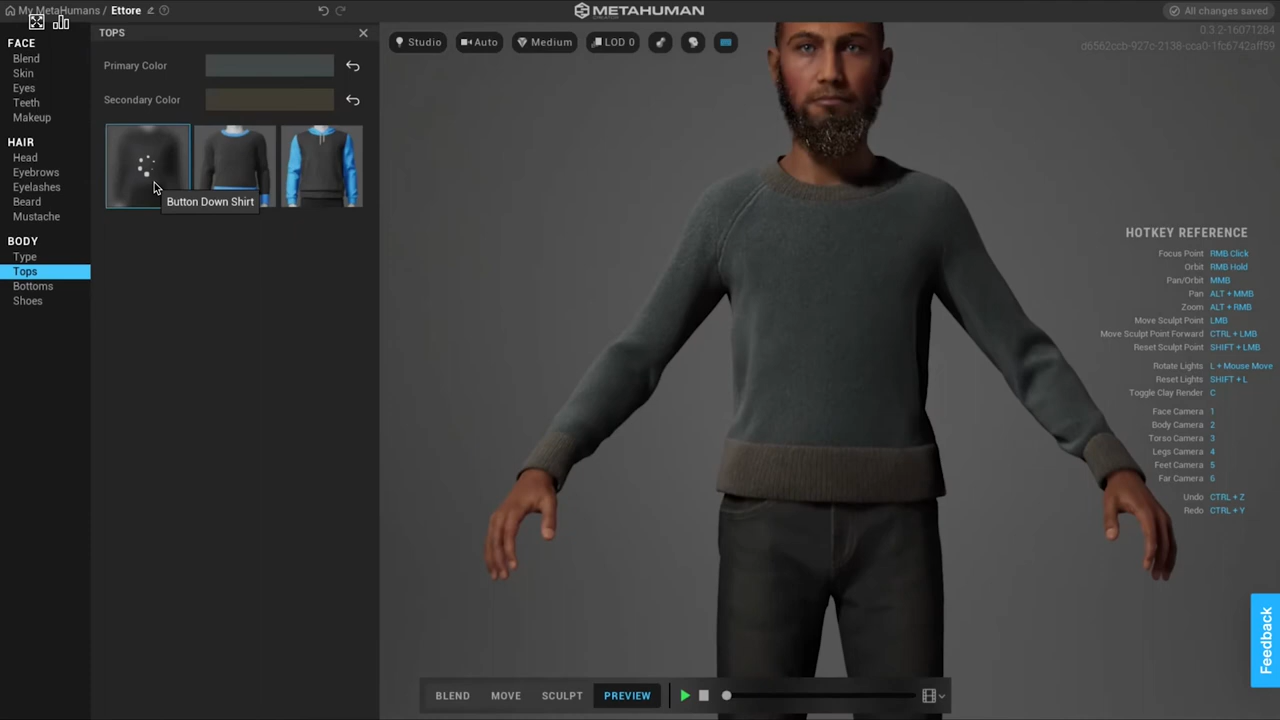 My MetaHumans / Ettore
METAHUMAN
CREATOR
All changes saved
0.3.2-16071284
d6562ccb-927c-2138-cca0-1fc6742aff59
FACE
Blend
Skin
Eyes
Teeth
Makeup
HAIR
Head
Eyebrows
Eyelashes
Beard
Mustache
BODY
Type
Tops
Bottoms
Shoes
TOPS
Primary Color
Secondary Color
Button Down Shirt
Studio
Auto
Medium
LOD 0
HOTKEY REFERENCE
Focus Point RMB Click
Orbit RMB Hold
Pan/Orbit MMB
Pan ALT + MMB
Zoom ALT + RMB
Move Sculpt Point LMB
Move Sculpt Point Forward CTRL + LMB
Reset Sculpt Point SHIFT + LMB
Rotate Lights L + Mouse Move
Reset Lights SHIFT + L
Toggle Clay Render C
Face Camera 1
Body Camera 2
Torso Camera 3
Legs Camera 4
Feet Camera 5
Far Camera 6
Undo CTRL + Z
Redo CTRL + Y
Feedback
BLEND
MOVE
SCULPT
PREVIEW